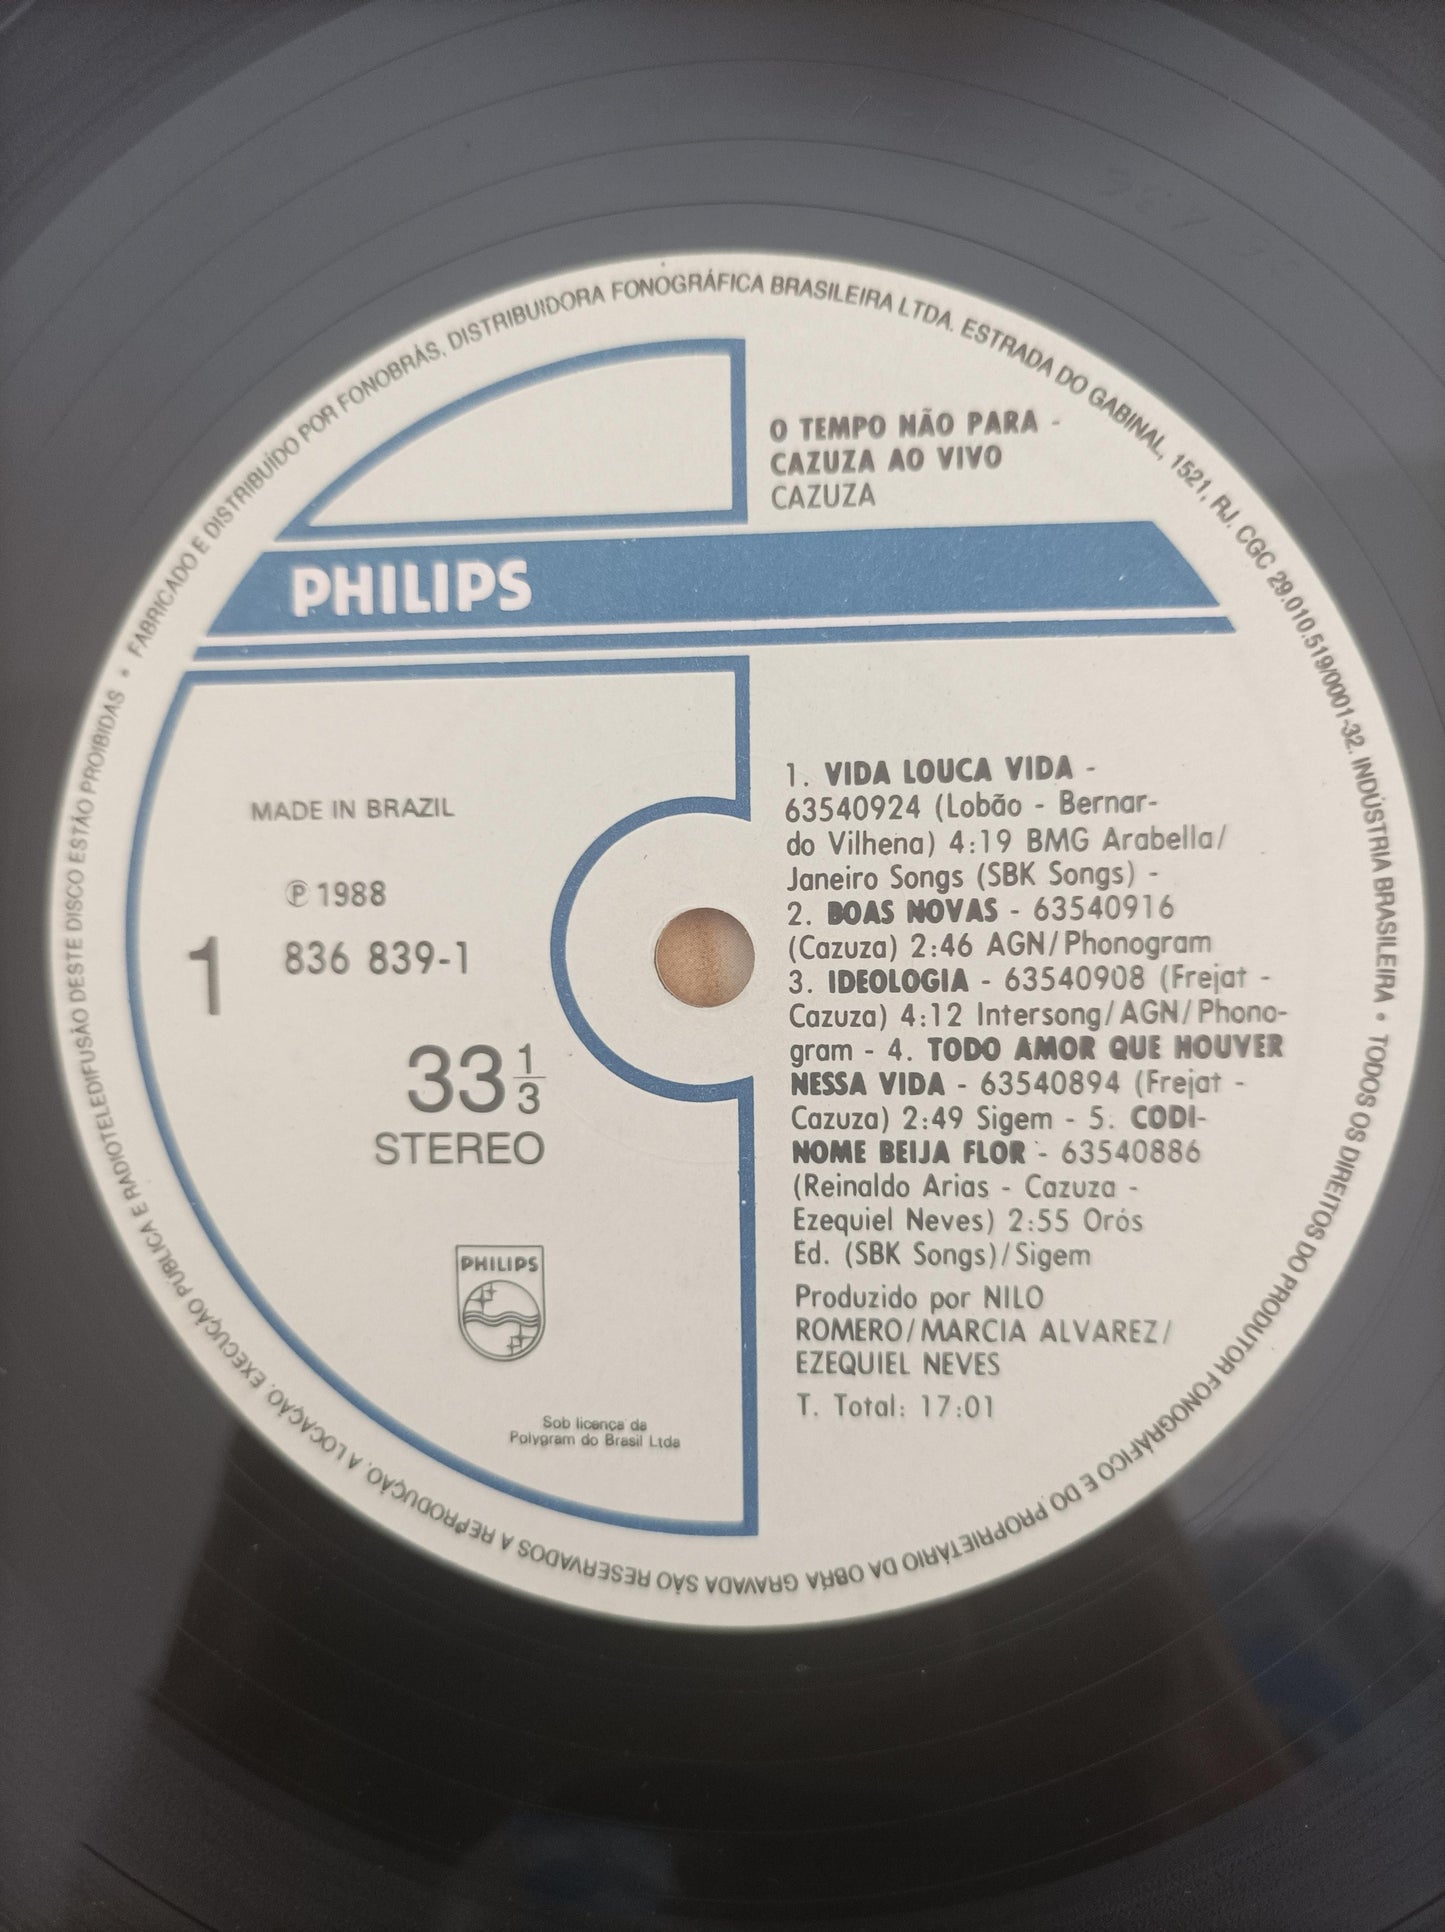 FABRICADO E DISTRIBUÍDO POR FONOBRÁS, DISTRIBUIDORA FONOGRÁFICA BRASILEIRA LTDA. ESTRADA DO GABINAL, 1521, RJ. CGC 29.010.519/0001-32. INDÚSTRIA BRASILEIRA • TODOS OS DIREITOS DO PRODUTOR FONOGRÁFICO E DO PROPRIETÁRIO DA OBRA GRAVADA SÃO RESERVADOS A REPRODUÇÃO, A LOCAÇÃO, EXECUÇÃO PÚBLICA E RADIOTELEDIFUSÃO DESTE DISCO ESTÃO PROIBIDAS •
O TEMPO NÃO PARA -
CAZUZA AO VIVO
CAZUZA
PHILIPS
MADE IN BRAZIL
℗ 1988
1
836 839-1
33 1/3
STEREO
PHILIPS
Sob licença da
Polygram do Brasil Ltda
1. VIDA LOUCA VIDA -
63540924 (Lobão - Bernar-
do Vilhena) 4:19 BMG Arabella/
Janeiro Songs (SBK Songs) -
2. BOAS NOVAS - 63540916
(Cazuza) 2:46 AGN/Phonogram
3. IDEOLOGIA - 63540908 (Frejat -
Cazuza) 4:12 Intersong/AGN/Phono-
gram - 4. TODO AMOR QUE HOUVER
NESSA VIDA - 63540894 (Frejat -
Cazuza) 2:49 Sigem - 5. CODI-
NOME BEIJA FLOR - 63540886
(Reinaldo Arias - Cazuza -
Ezequiel Neves) 2:55 Orós
Ed. (SBK Songs)/Sigem
Produzido por NILO
ROMERO/MARCIA ALVAREZ/
EZEQUIEL NEVES
T. Total: 17:01